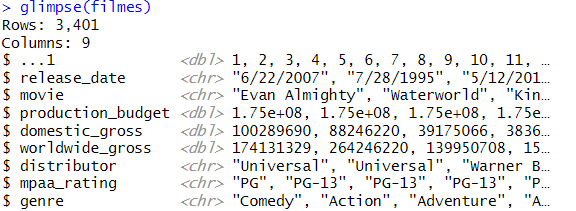 > glimpse(filmes)
Rows: 3,401
Columns: 9
$ ...1 <dbl> 1, 2, 3, 4, 5, 6, 7, 8, 9, 10, 11, …
$ release_date <chr> "6/22/2007", "7/28/1995", "5/12/201…
$ movie <chr> "Evan Almighty", "Waterworld", "Kin…
$ production_budget <dbl> 1.75e+08, 1.75e+08, 1.75e+08, 1.75e…
$ domestic_gross <dbl> 100289690, 88246220, 39175066, 3836…
$ worldwide_gross <dbl> 174131329, 264246220, 139950708, 15…
$ distributor <chr> "Universal", "Universal", "Warner B…
$ mpaa_rating <chr> "PG", "PG-13", "PG-13", "PG-13", "P…
$ genre <chr> "Comedy", "Action", "Adventure", "A…